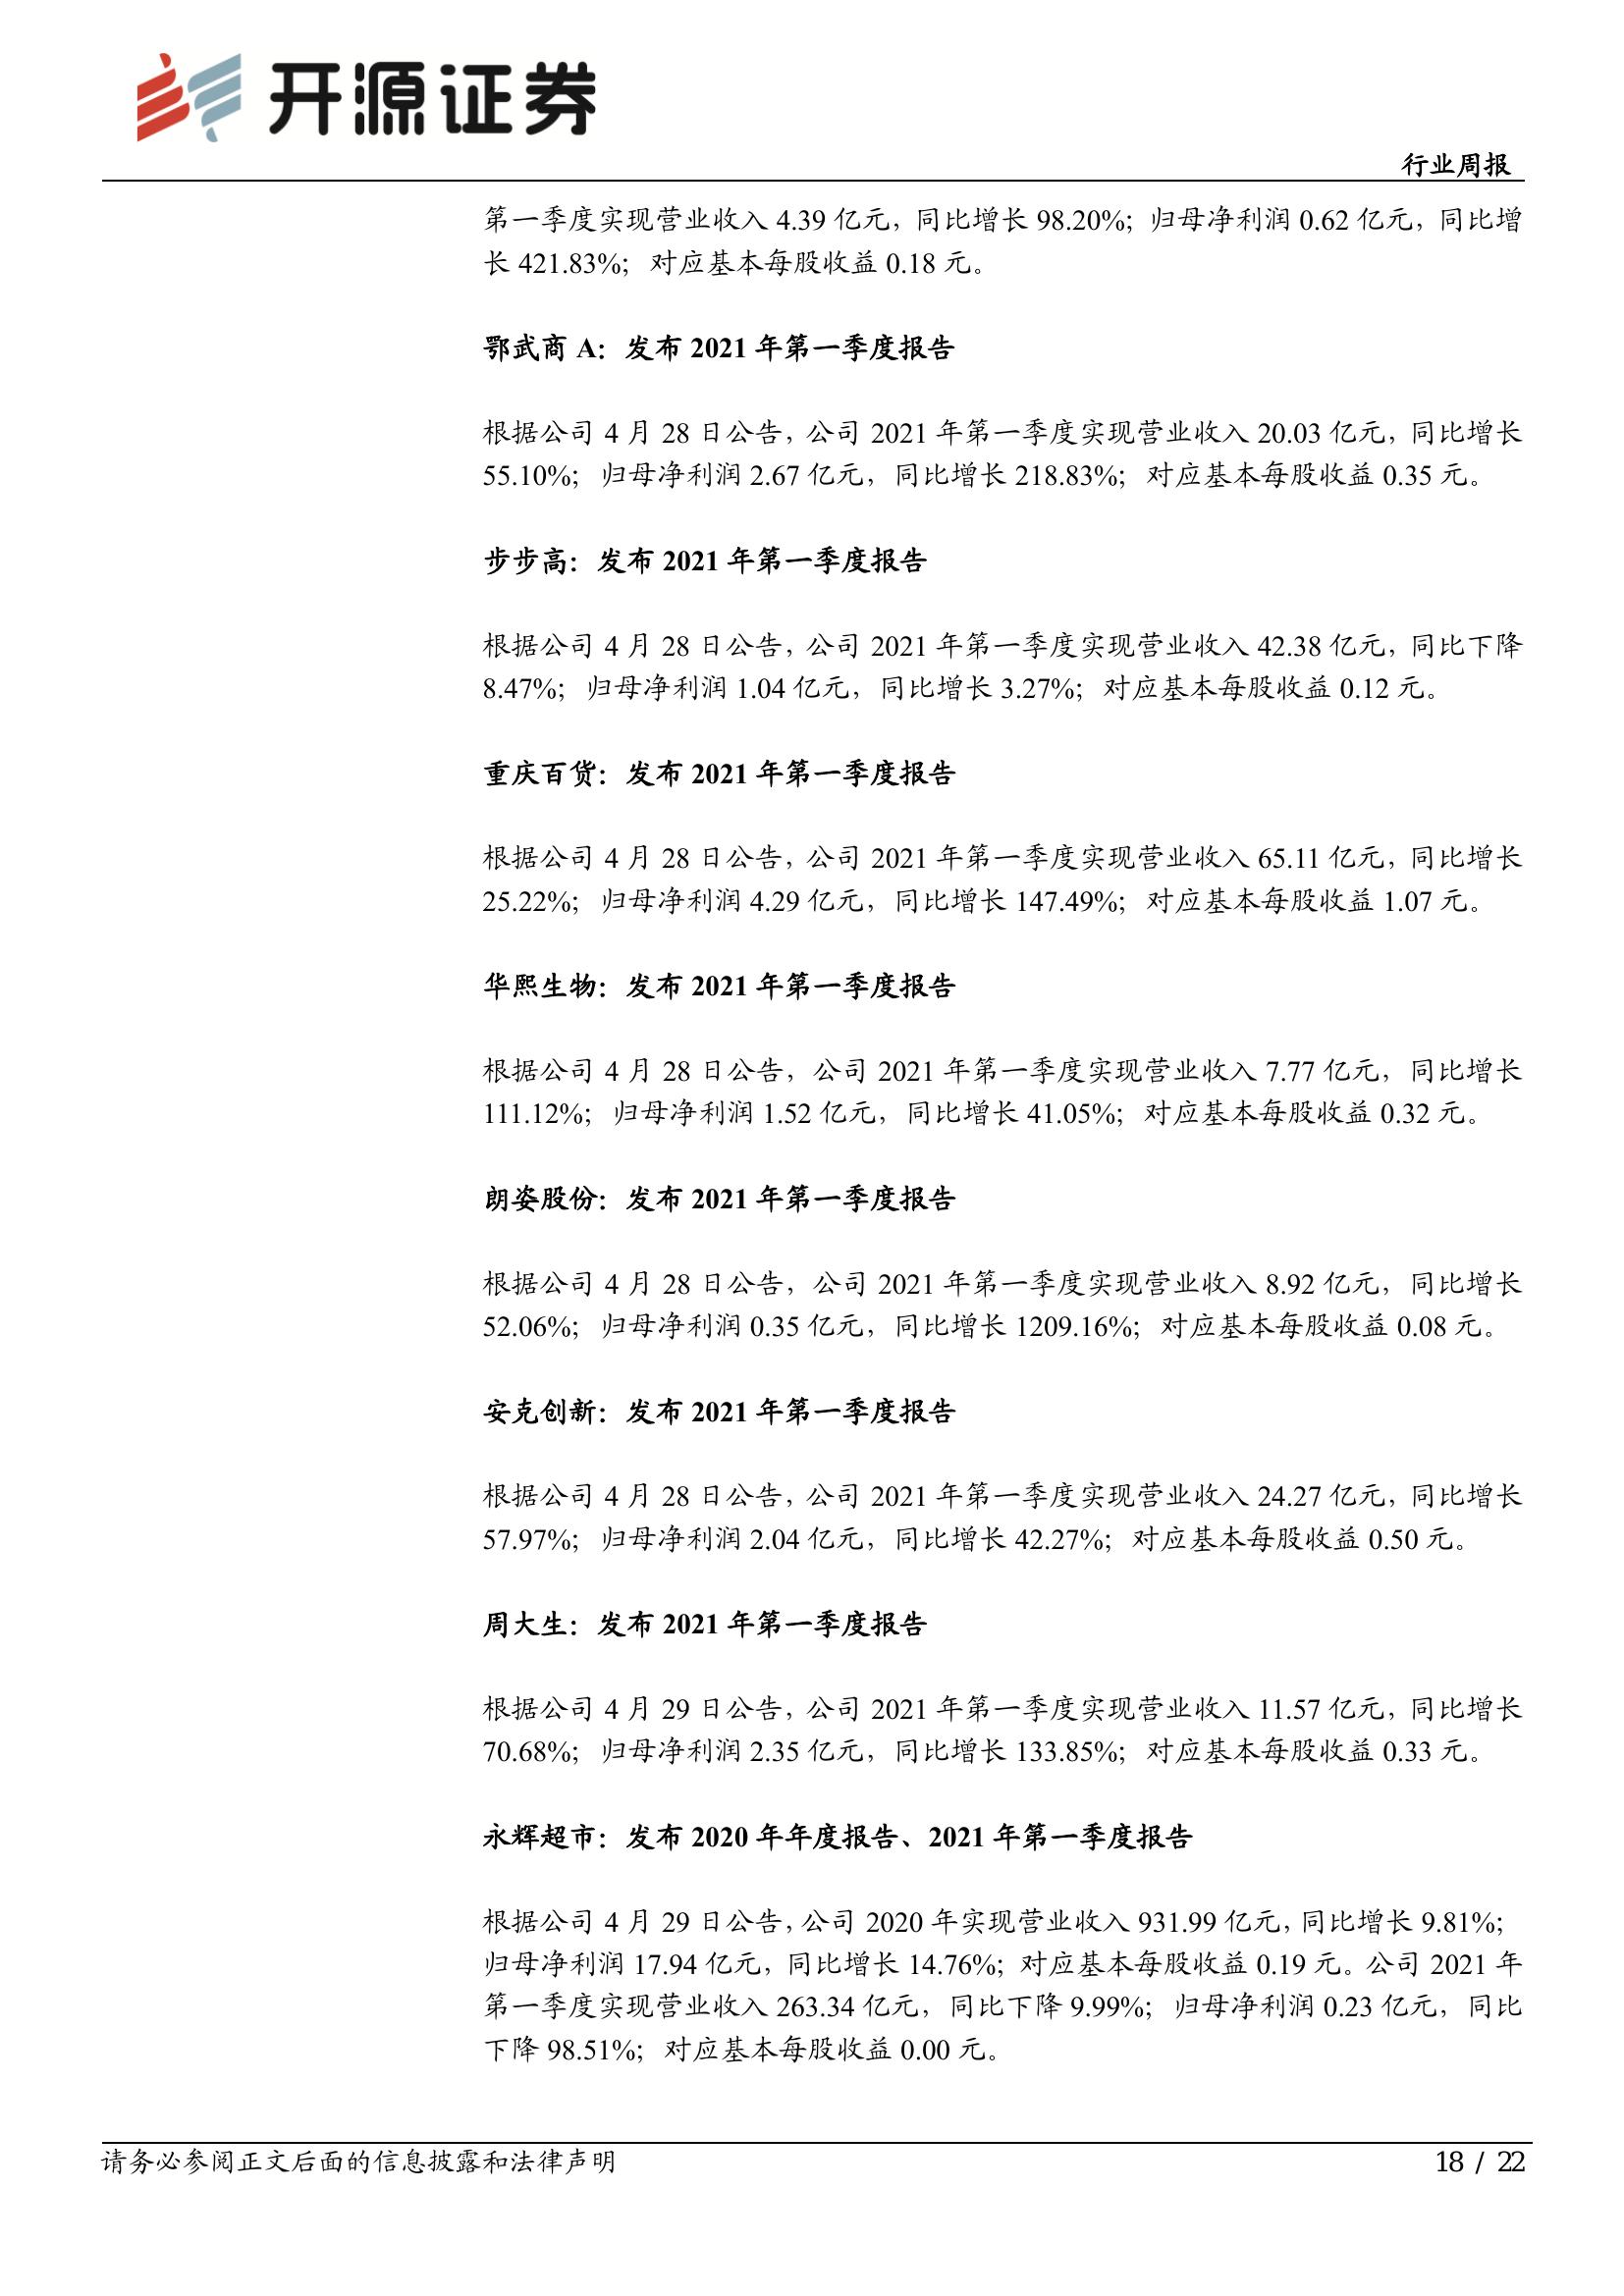 开源证券
行业周报
第一季度实现营业收入 4.39 亿元，同比增长 98.20%；归母净利润 0.62 亿元，同比增
长 421.83%；对应基本每股收益 0.18 元。
鄂武商 A：发布 2021 年第一季度报告
根据公司 4 月 28 日公告，公司 2021 年第一季度实现营业收入 20.03 亿元，同比增长
55.10%；归母净利润 2.67 亿元，同比增长 218.83%；对应基本每股收益 0.35 元。
步步高：发布 2021 年第一季度报告
根据公司 4 月 28 日公告，公司 2021 年第一季度实现营业收入 42.38 亿元，同比下降
8.47%；归母净利润 1.04 亿元，同比增长 3.27%；对应基本每股收益 0.12 元。
重庆百货：发布 2021 年第一季度报告
根据公司 4 月 28 日公告，公司 2021 年第一季度实现营业收入 65.11 亿元，同比增长
25.22%；归母净利润 4.29 亿元，同比增长 147.49%；对应基本每股收益 1.07 元。
华熙生物：发布 2021 年第一季度报告
根据公司 4 月 28 日公告，公司 2021 年第一季度实现营业收入 7.77 亿元，同比增长
111.12%；归母净利润 1.52 亿元，同比增长 41.05%；对应基本每股收益 0.32 元。
朗姿股份：发布 2021 年第一季度报告
根据公司 4 月 28 日公告，公司 2021 年第一季度实现营业收入 8.92 亿元，同比增长
52.06%；归母净利润 0.35 亿元，同比增长 1209.16%；对应基本每股收益 0.08 元。
安克创新：发布 2021 年第一季度报告
根据公司 4 月 28 日公告，公司 2021 年第一季度实现营业收入 24.27 亿元，同比增长
57.97%；归母净利润 2.04 亿元，同比增长 42.27%；对应基本每股收益 0.50 元。
周大生：发布 2021 年第一季度报告
根据公司 4 月 29 日公告，公司 2021 年第一季度实现营业收入 11.57 亿元，同比增长
70.68%；归母净利润 2.35 亿元，同比增长 133.85%；对应基本每股收益 0.33 元。
永辉超市：发布 2020 年年度报告、2021 年第一季度报告
根据公司 4 月 29 日公告，公司 2020 年实现营业收入 931.99 亿元，同比增长 9.81%；
归母净利润 17.94 亿元，同比增长 14.76%；对应基本每股收益 0.19 元。公司 2021 年
第一季度实现营业收入 263.34 亿元，同比下降 9.99%；归母净利润 0.23 亿元，同比
下降 98.51%；对应基本每股收益 0.00 元。
请务必参阅正文后面的信息披露和法律声明
18 / 22